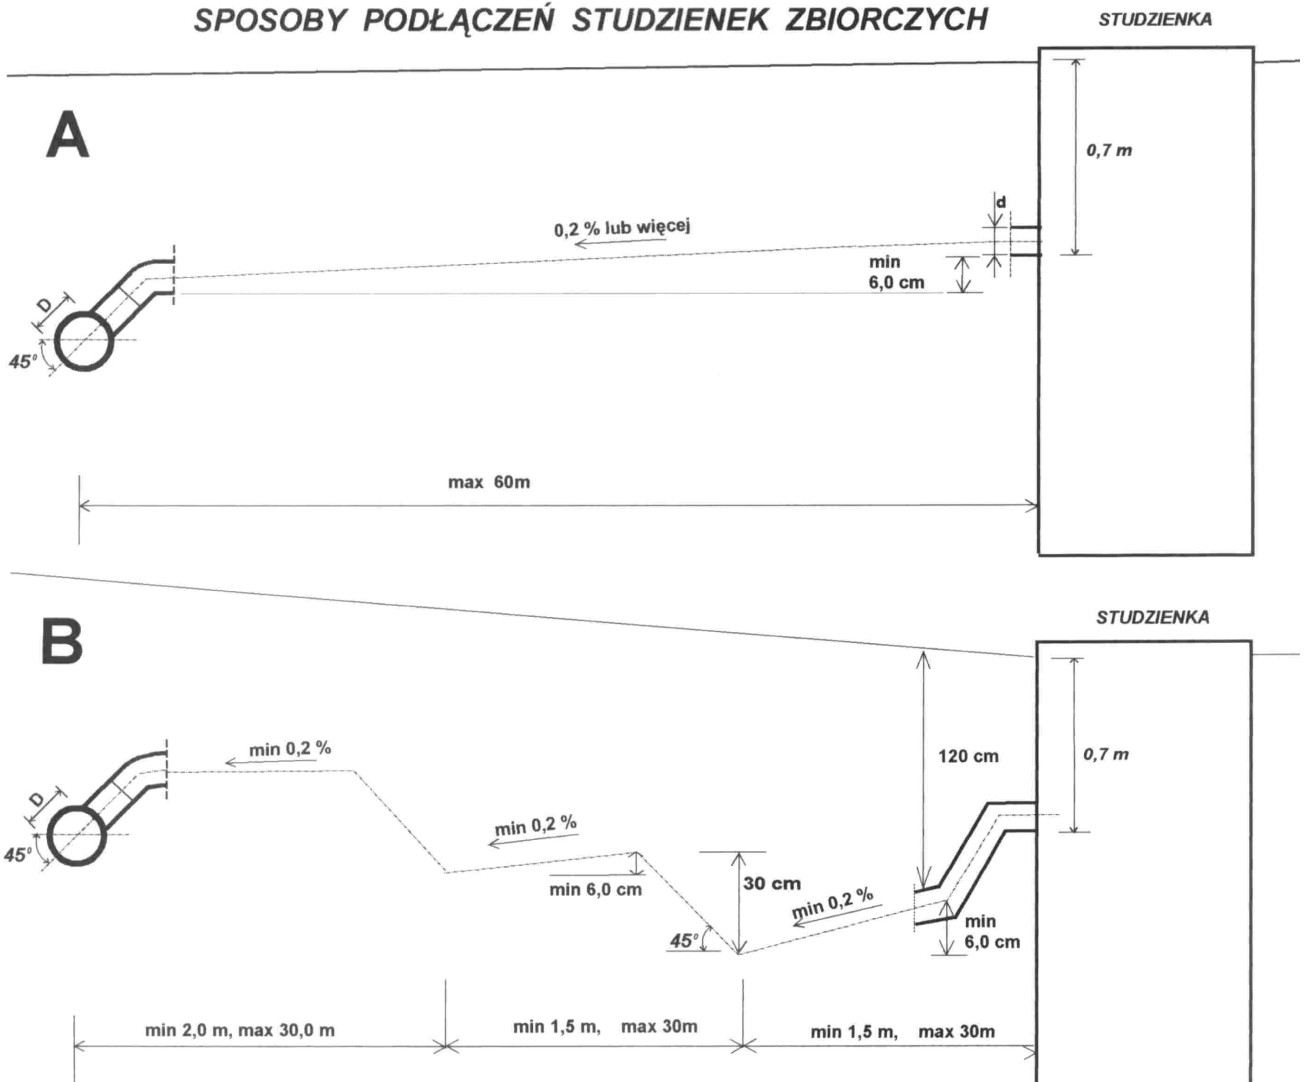 SPOSOBY PODŁĄCZEŃ STUDZIENEK ZBIORCZYCH
STUDZIENKA
A
0,7 m
d
0,2 % lub więcej
min
6,0 cm
D
45°
max 60m
B
STUDZIENKA
min 0,2 %
120 cm
0,7 m
D
45°
min 0,2 %
min 6,0 cm
30 cm
min 0,2 %
45°
min
6,0 cm
min 2,0 m, max 30,0 m
min 1,5 m, max 30m
min 1,5 m, max 30m